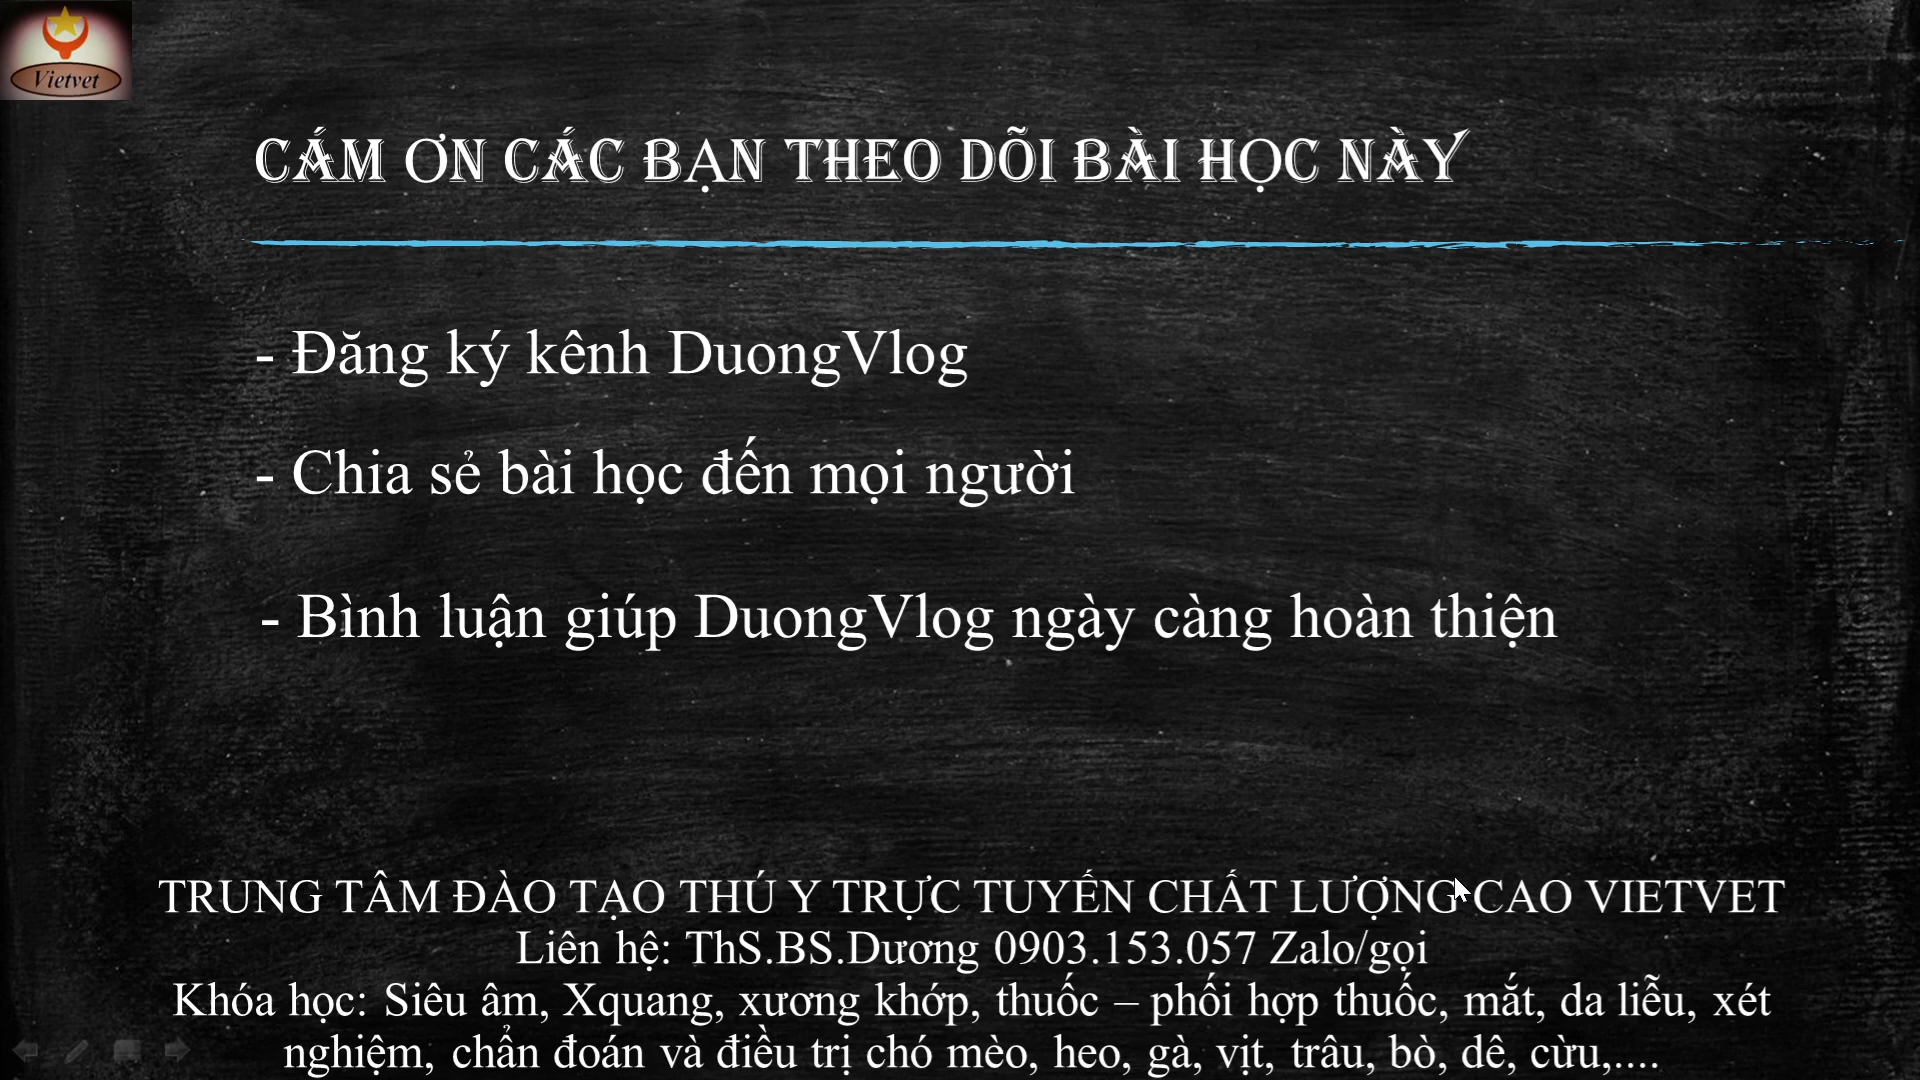 Vietvet
CÁM ƠN CÁC BẠN THEO DÕI BÀI HỌC NÀY
- Đăng ký kênh DuongVlog
- Chia sẻ bài học đến mọi người
- Bình luận giúp DuongVlog ngày càng hoàn thiện
TRUNG TÂM ĐÀO TẠO THÚ Y TRỰC TUYẾN CHẤT LƯỢNG CAO VIETVET
Liên hệ: ThS.BS.Dương 0903.153.057 Zalo/gọi
Khóa học: Siêu âm, Xquang, xương khớp, thuốc – phối hợp thuốc, mắt, da liễu, xét
nghiệm, chẩn đoán và điều trị chó mèo, heo, gà, vịt, trâu, bò, dê, cừu,....